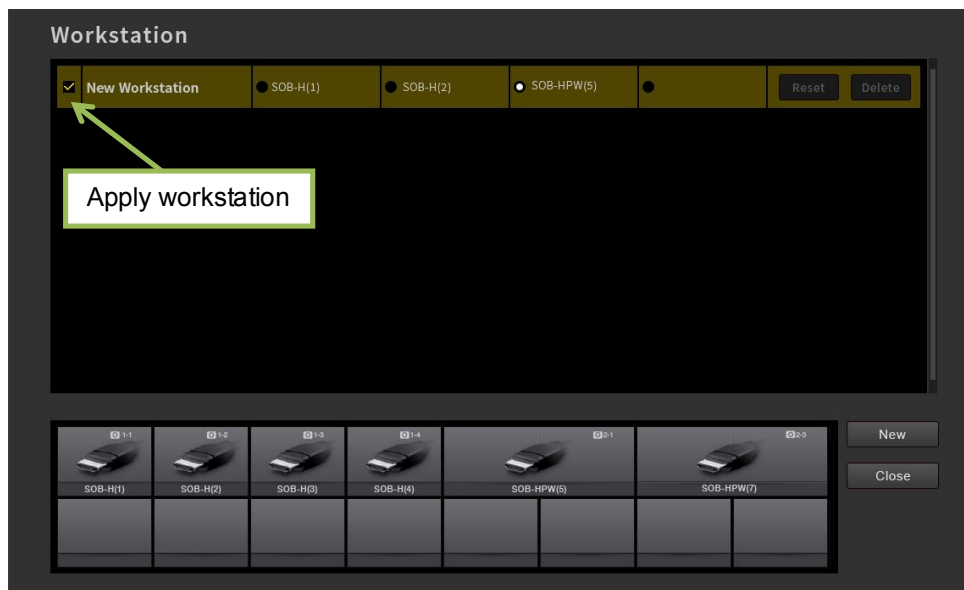 Workstation
New Workstation SOB-H(1) SOB-H(2) SOB-HPW(5) Reset Delete
Apply workstation
1-1 1-2 1-3 1-4 2-1 2-3
SOB-H(1) SOB-H(2) SOB-H(3) SOB-H(4) SOB-HPW(5) SOB-HPW(7)
New
Close